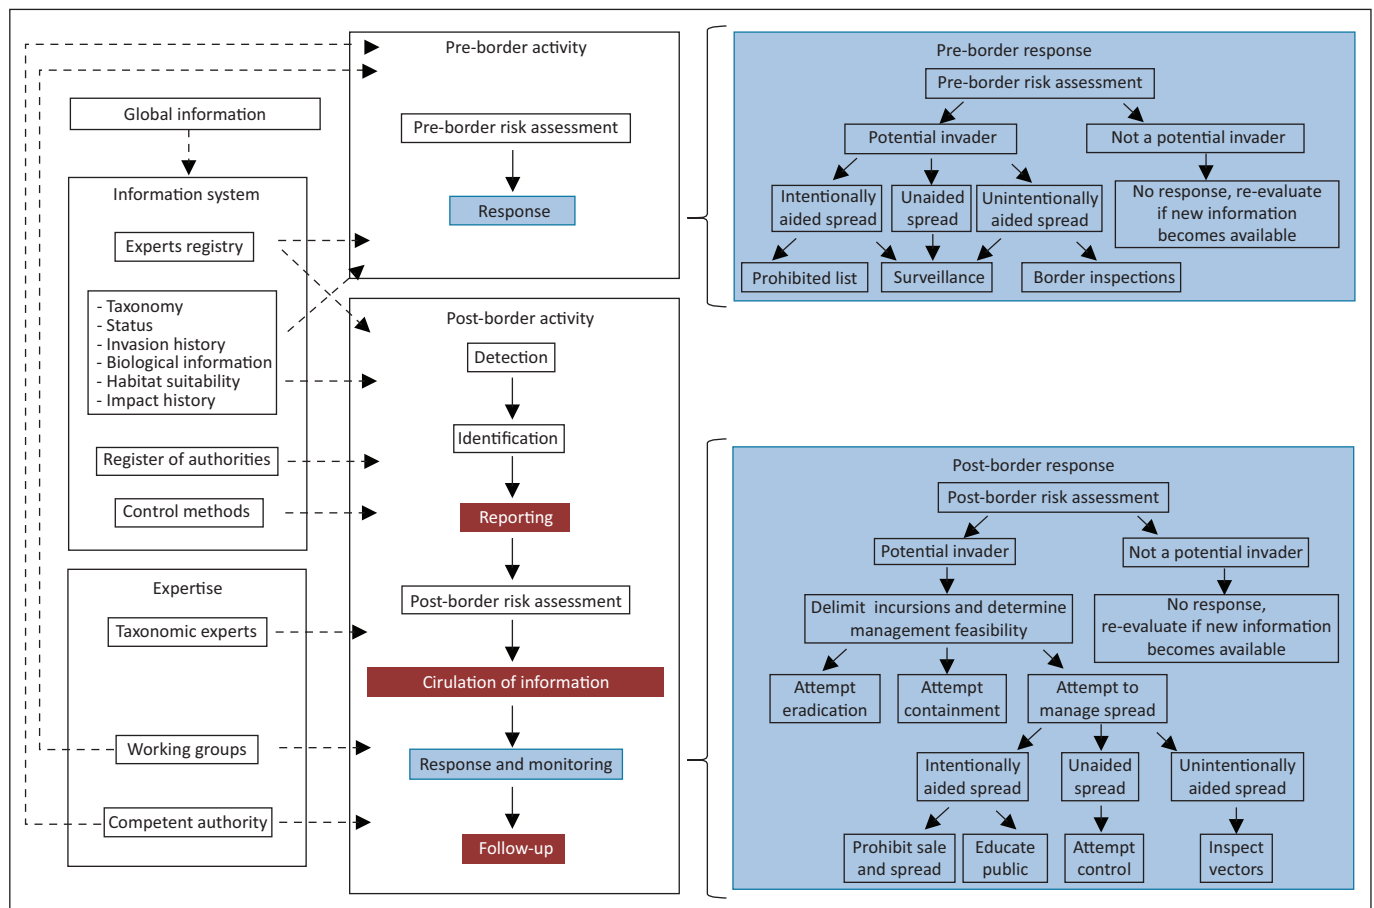 Global information
Information system
Experts registry
- Taxonomy
- Status
- Invasion history
- Biological information
- Habitat suitability
- Impact history
Register of authorities
Control methods
Expertise
Taxonomic experts
Working groups
Competent authority
Pre-border activity
Pre-border risk assessment
Response
Post-border activity
Detection
Identification
Reporting
Post-border risk assessment
Cirulation of information
Response and monitoring
Follow-up
Pre-border response
Pre-border risk assessment
Potential invader
Not a potential invader
Intentionally
aided spread
Unaided
spread
Unintentionally
aided spread
No response, re-evaluate
if new information
becomes available
Prohibited list
Surveillance
Border inspections
Post-border response
Post-border risk assessment
Potential invader
Not a potential invader
Delimit incursions and determine
management feasibility
No response,
re-evaluate if new information
becomes available
Attempt
eradication
Attempt
containment
Attempt to
manage spread
Intentionally
aided spread
Unaided
spread
Unintentionally
aided spread
Prohibit sale
and spread
Educate
public
Attempt
control
Inspect
vectors